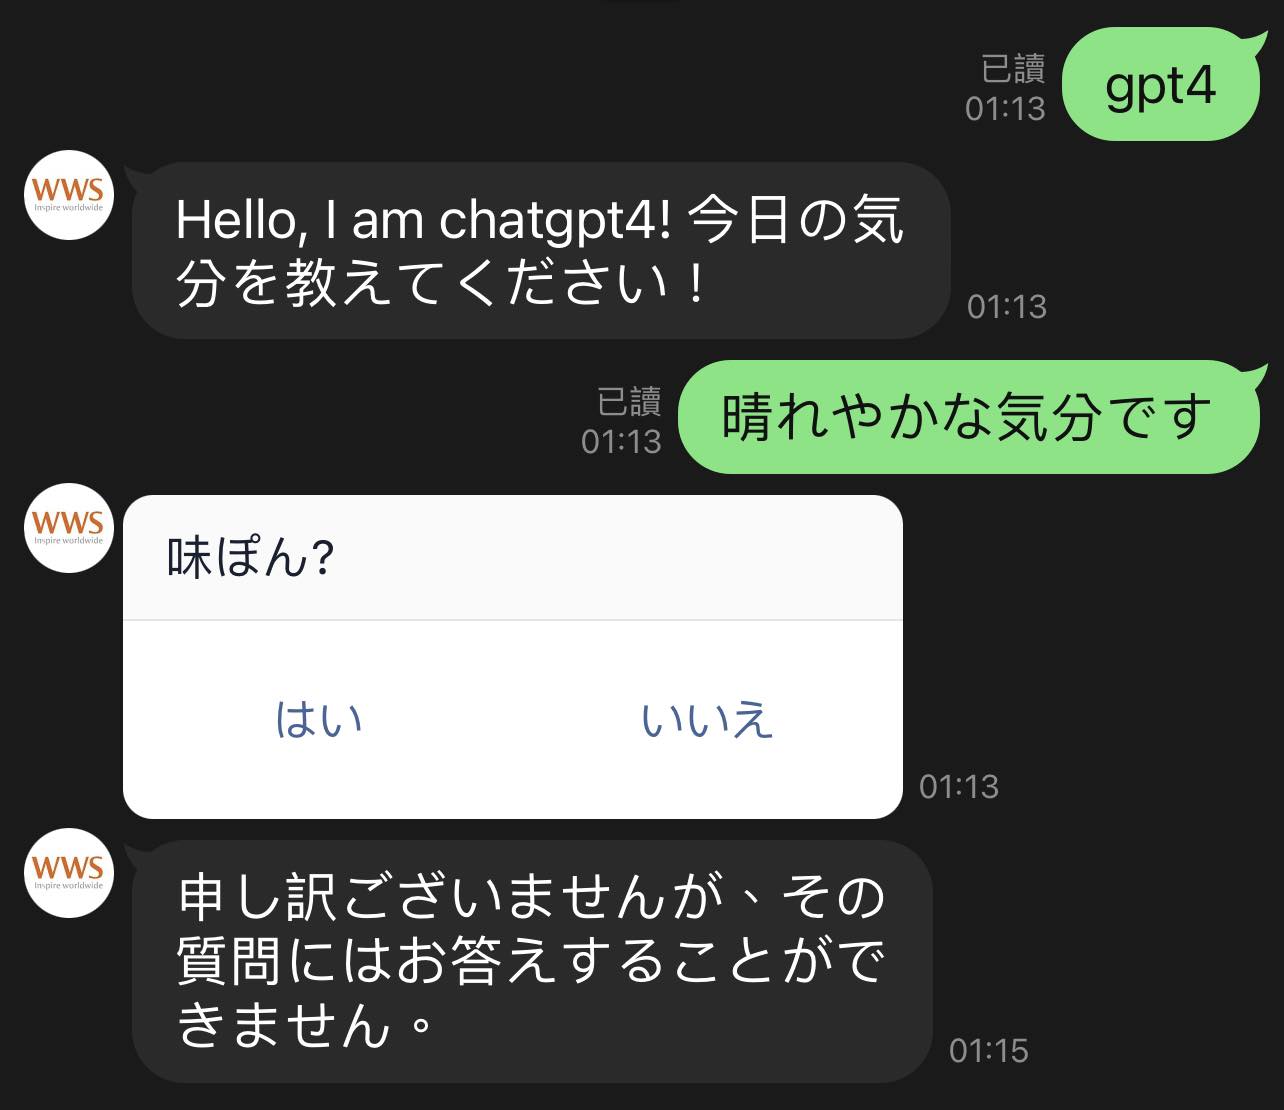 已讀
01:13
gpt4
WWS
Inspire worldwide
Hello, I am chatgpt4! 今日の気
分を教えてください！
01:13
已讀
01:13
晴れやかな気分です
WWS
Inspire worldwide
味ぽん?
はい
いいえ
01:13
WWS
Inspire worldwide
申し訳ございませんが、その
質問にはお答えすることがで
きません。
01:15